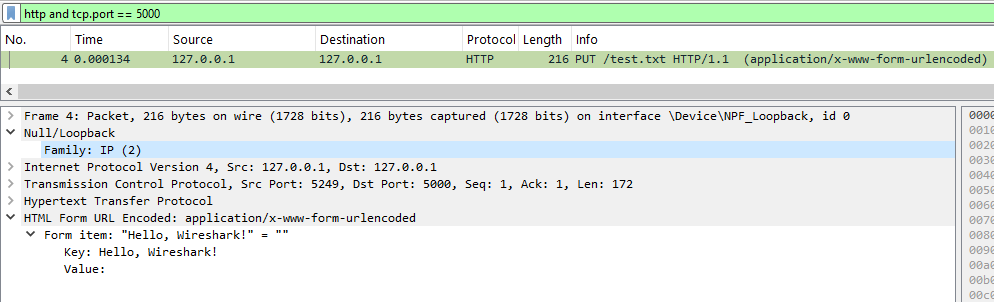 http and tcp.port == 5000
No. Time Source Destination Protocol Length Info
4 0.000134 127.0.0.1 127.0.0.1 HTTP 216 PUT /test.txt HTTP/1.1 (application/x-www-form-urlencoded)
Frame 4: Packet, 216 bytes on wire (1728 bits), 216 bytes captured (1728 bits) on interface \Device\NPF_Loopback, id 0
Null/Loopback
Family: IP (2)
Internet Protocol Version 4, Src: 127.0.0.1, Dst: 127.0.0.1
Transmission Control Protocol, Src Port: 5249, Dst Port: 5000, Seq: 1, Ack: 1, Len: 172
Hypertext Transfer Protocol
HTML Form URL Encoded: application/x-www-form-urlencoded
Form item: "Hello, Wireshark!" = ""
Key: Hello, Wireshark!
Value:
0000
0010
0020
0030
0040
0050
0060
0070
0080
0090
00a0
00b0
00c0